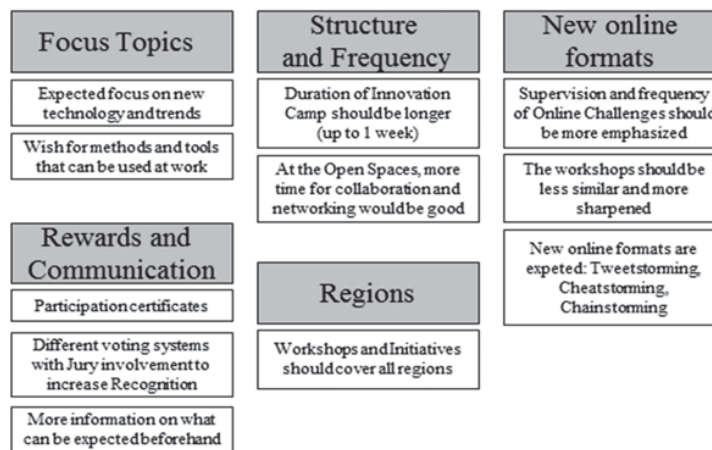 Focus Topics
Expected focus on new
technology and trends
Wish for methods and tools
that can be used at work
Rewards and
Communication
Participation certificates
Different voting systems
with Jury involvement to
increase Recognition
More information on what
can be expected beforehand
Structure
and Frequency
Duration of Innovation
Camp should be longer
(up to 1 week)
At the Open Spaces, more
time for collaboration and
networking would be good
Regions
Workshops and Initiatives
should cover all regions
New online
formats
Supervision and frequency
of Online Challenges should
be more emphasized
The workshops should be
less similar and more
sharpened
New online formats are
expeted: Tweetstorming,
Cheatstorming,
Chainstorming